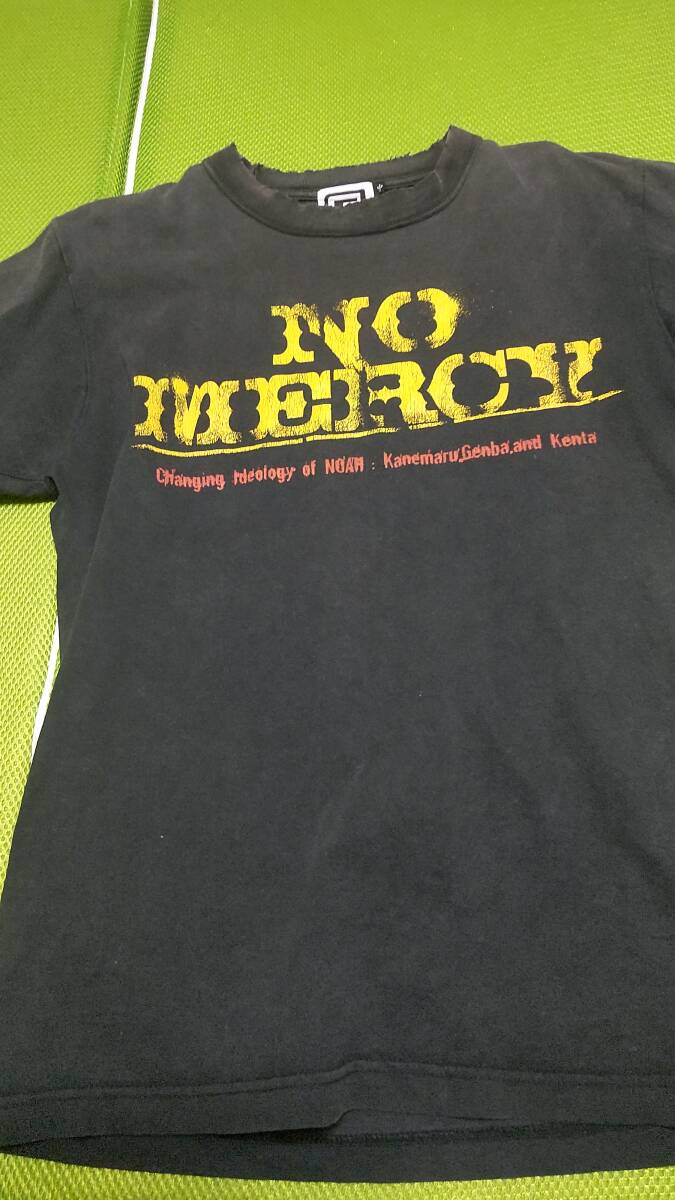 NO
MERCY
Changing Ideology of NOAH : Kanemaru,Genba,and Kenta